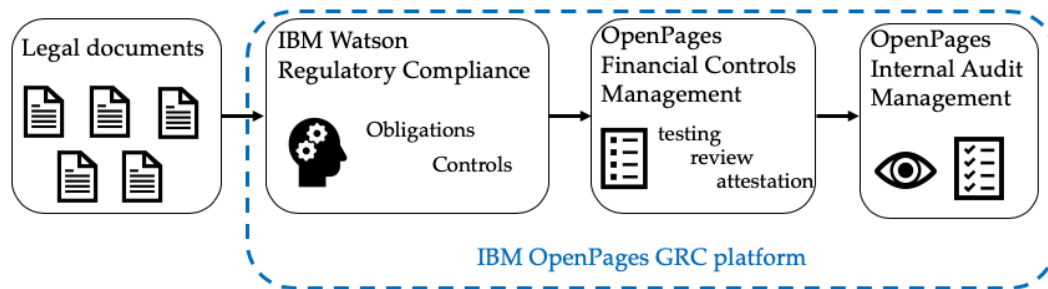 Legal documents
IBM Watson
Regulatory Compliance
Obligations
Controls
OpenPages
Financial Controls
Management
testing
review
attestation
OpenPages
Internal Audit
Management
IBM OpenPages GRC platform